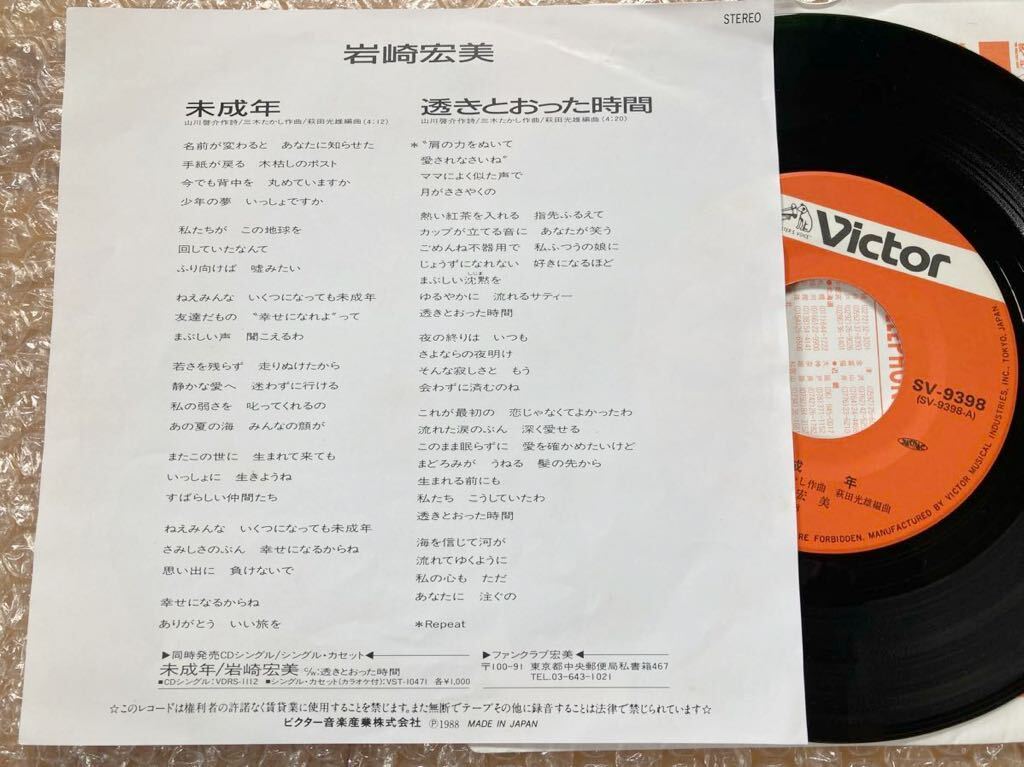 STEREO
岩崎宏美
未成年
山川啓介作詩/三木たかし作曲/萩田光雄編曲(4:12)
名前が変わると あなたに知らせた
手紙が戻る 木枯しのポスト
今でも背中を 丸めていますか
少年の夢 いっしょですか
私たちが この地球を
回していたなんて
ふり向けば 嘘みたい
ねえみんな いくつになっても未成年
友達だもの “幸せになれよ”って
まぶしい声 聞こえるわ
若さを残らず 走りぬけたから
静かな愛へ 迷わずに行ける
私の弱さを 叱ってくれるの
あの夏の海 みんなの顔が
またこの世に 生まれて来ても
いっしょに 生きようね
すばらしい仲間たち
ねえみんな いくつになっても未成年
さみしさのぶん 幸せになるからね
思い出に 負けないで
幸せになるからね
ありがとう いい旅を
透きとおった時間
山川啓介作詩/三木たかし作曲/萩田光雄編曲(4:20)
*“肩の力をぬいて
愛されなさいね”
ママによく似た声で
月がささやくの
熱い紅茶を入れる 指先ふるえて
カップが立てる音に あなたが笑う
ごめんね不器用で 私ふつうの娘に
じょうずになれない 好きになるほど
まぶしい沈黙を
しじま
ゆるやかに 流れるサティー
透きとおった時間
夜の終りは いつも
さよならの夜明け
そんな寂しさと もう
会わずに済むのね
これが最初の 恋じゃなくてよかったわ
流れた涙のぶん 深く愛せる
このまま眠らずに 愛を確かめたいけど
まどろみが うねる 髪の先から
生まれる前にも
私たち こうしていたわ
透きとおった時間
海を信じて河が
流れてゆくように
私の心も ただ
あなたに 注ぐの
*Repeat
▶同時発売CDシングル/シングル・カセット◀
未成年/岩崎宏美 c/w:透きとおった時間
■CDシングル:VDRS-1112 ■シングル・カセット(カラオケ付):VST-10471 各¥1,000
▶ファンクラブ宏美◀
〒100-91 東京都中央郵便局私書箱467
TEL.03-643-1021
☆このレコードは権利者の許諾なく賃貸業に使用することを禁じます。また無断でテープその他に録音することは法律で禁じられています☆
ビクター音楽産業株式会社 Ⓟ1988 MADE IN JAPAN
Victor
SV-9398
(SV-9398-A)
成 年
かし作曲 萩田光雄編曲
宏 美
RE FORBIDDEN. MANUFACTURED BY VICTOR MUSICAL INDUSTRIES, INC., TOKYO, JAPAN